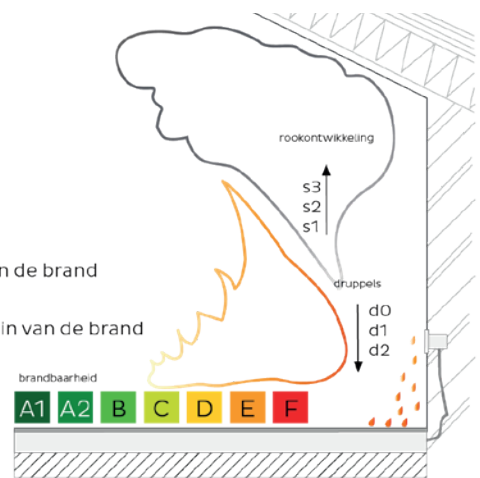 rookontwikkeling
s3
s2
s1
n de brand
druppels
d0
in van de brand
d1
d2
brandbaarheid
A1 A2 B C D E F